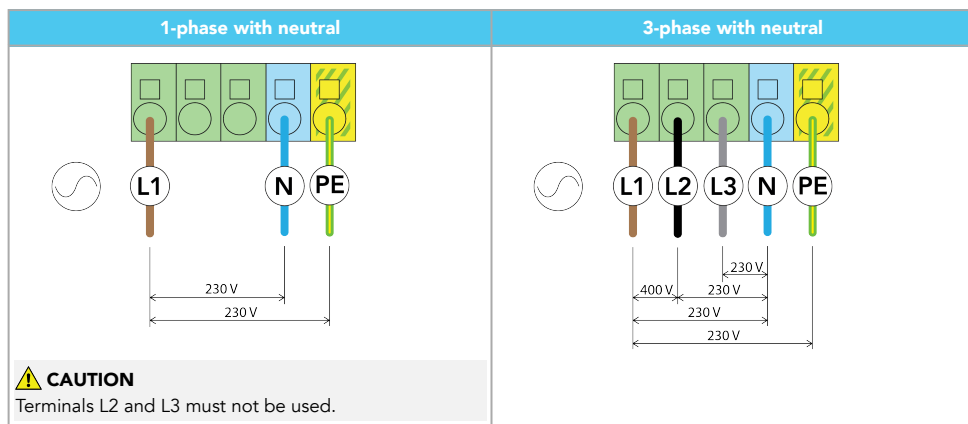 1-phase with neutral
3-phase with neutral
L1 N PE
230 V
230 V
CAUTION
Terminals L2 and L3 must not be used.
L1 L2 L3 N PE
230 V
400 V 230 V
230 V
230 V